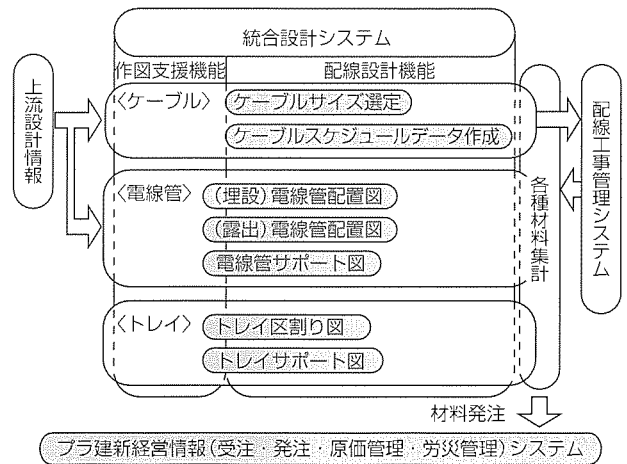 統合設計システム
作図支援機能
配線設計機能
上流設計情報
〈ケーブル〉
ケーブルサイズ選定
ケーブルスケジュールデータ作成
〈電線管〉
(埋設)電線管配置図
(露出)電線管配置図
電線管サポート図
〈トレイ〉
トレイ区割り図
トレイサポート図
各種材料集計
配線工事管理システム
材料発注
プラ建新経営情報(受注・発注・原価管理・労災管理)システム